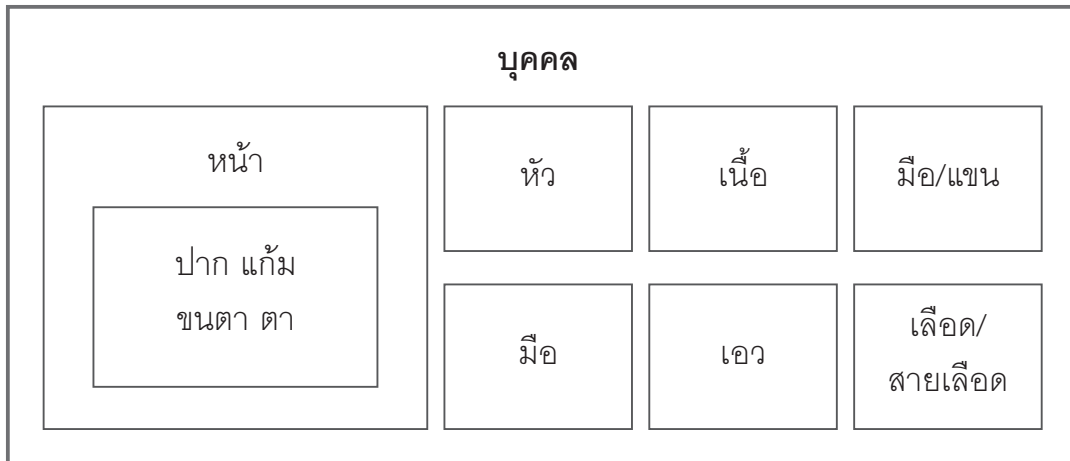 บุคคล
หน้า
ปาก แก้ม
ขนตา ตา
หัว
เนื้อ
มือ/แขน
มือ
เอว
เลือด/
สายเลือด